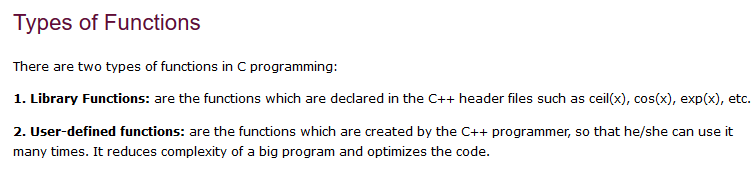 Types of Functions
There are two types of functions in C programming:
1. Library Functions: are the functions which are declared in the C++ header files such as ceil(x), cos(x), exp(x), etc.
2. User-defined functions: are the functions which are created by the C++ programmer, so that he/she can use it
many times. It reduces complexity of a big program and optimizes the code.